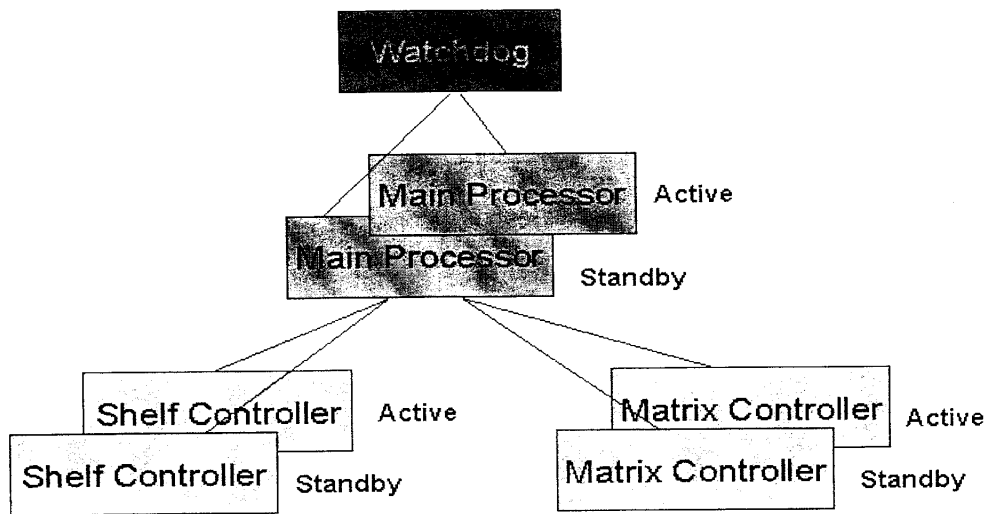 Watchdog
Main Processor
Active
Main Processor
Standby
Shelf Controller
Active
Shelf Controller
Standby
Matrix Controller
Active
Matrix Controller
Standby